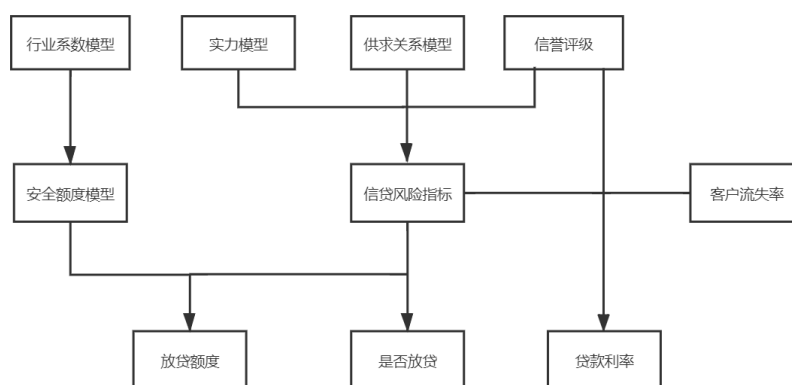 行业系数模型
实力模型
供求关系模型
信誉评级
安全额度模型
信贷风险指标
客户流失率
放贷额度
是否放贷
贷款利率